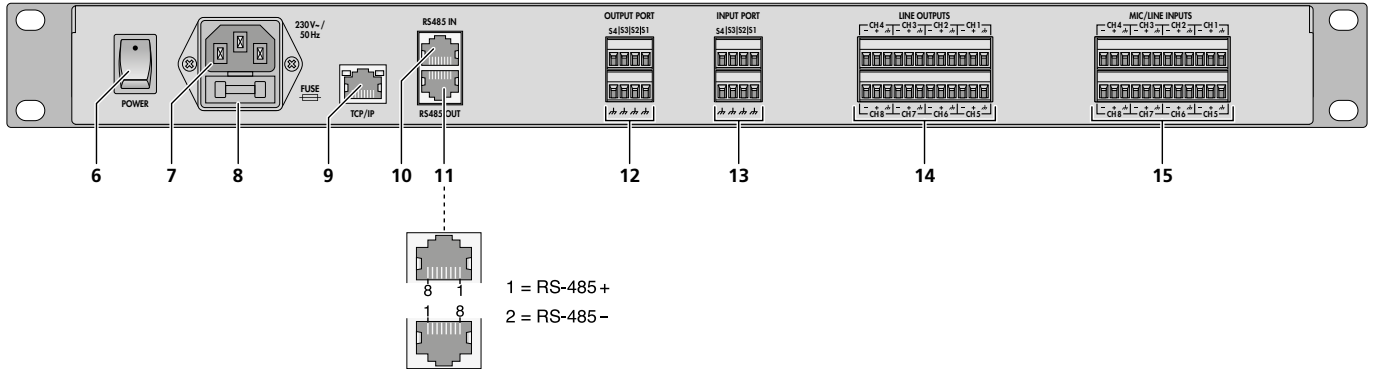 230 V~ /
50 Hz
RS485 IN
OUTPUT PORT
S4|S3|S2|S1
INPUT PORT
S4|S3|S2|S1
LINE OUTPUTS
CH 4 CH 3 CH 2 CH 1
− + − + − + − +
MIC/LINE INPUTS
CH 4 CH 3 CH 2 CH 1
− + − + − + − +
POWER
FUSE
TCP/IP
RS485 OUT
− + − + − + − +
CH 8 CH 7 CH 6 CH 5
− + − + − + − +
CH 8 CH 7 CH 6 CH 5
6 7 8 9 10 11 12 13 14 15
8 1
1 = RS-485 +
1 8
2 = RS-485 −